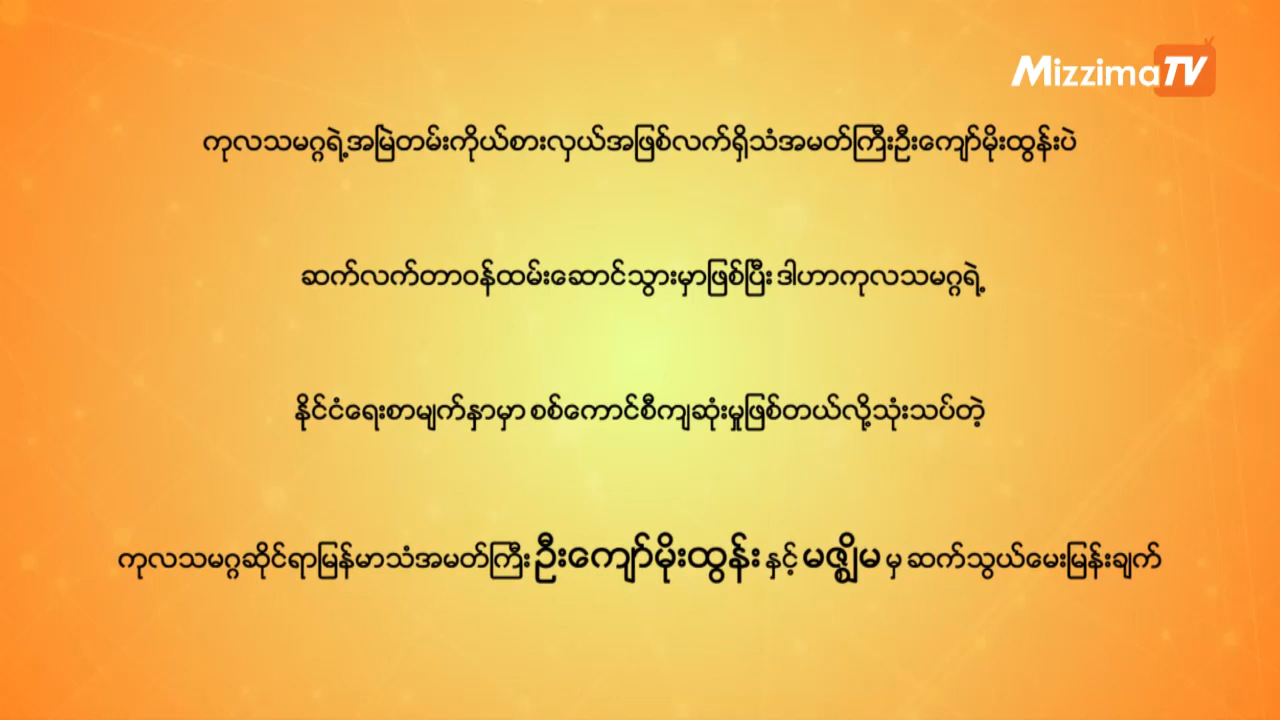 Mizzima TV
ကုလသမဂ္ဂရဲ့အမြဲတမ်းကိုယ်စားလှယ်အဖြစ်လက်ရှိသံအမတ်ကြီးဦးကျော်မိုးထွန်းပဲ
ဆက်လက်တာဝန်ထမ်းဆောင်သွားမှာဖြစ်ပြီး ဒါဟာကုလသမဂ္ဂရဲ့
နိုင်ငံရေးစာမျက်နှာမှာ စစ်ကောင်စီကျဆုံးမှုဖြစ်တယ်လို့သုံးသပ်တဲ့
ကုလသမဂ္ဂဆိုင်ရာမြန်မာသံအမတ်ကြီး ဦးကျော်မိုးထွန်း နှင့် မဇ္ဈိမ မှ ဆက်သွယ်မေးမြန်းချက်